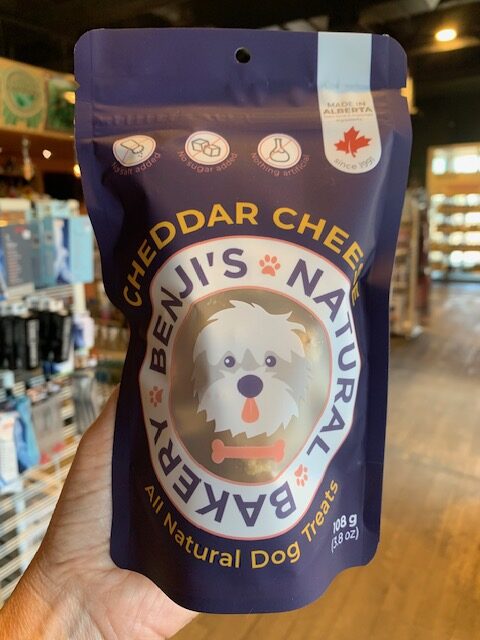 MADE IN
ALBERTA
since 1991
No salt added
No sugar added
Nothing artificial
CHEDDAR CHEESE
BENJI'S NATURAL
BAKERY
All Natural Dog Treats
108 g
(3.8 oz)